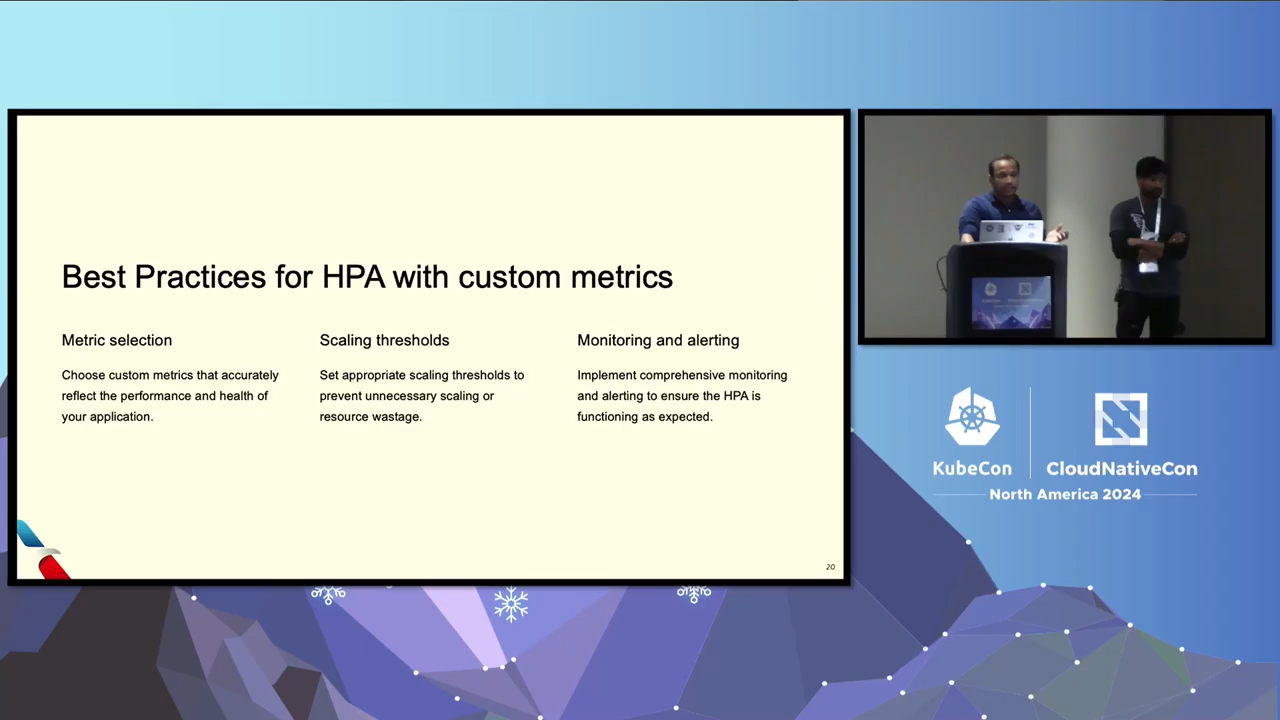 Best Practices for HPA with custom metrics
Metric selection
Choose custom metrics that accurately
reflect the performance and health of
your application.
Scaling thresholds
Set appropriate scaling thresholds to
prevent unnecessary scaling or
resource wastage.
Monitoring and alerting
Implement comprehensive monitoring
and alerting to ensure the HPA is
functioning as expected.
20
KubeCon
CloudNativeCon
North America 2024